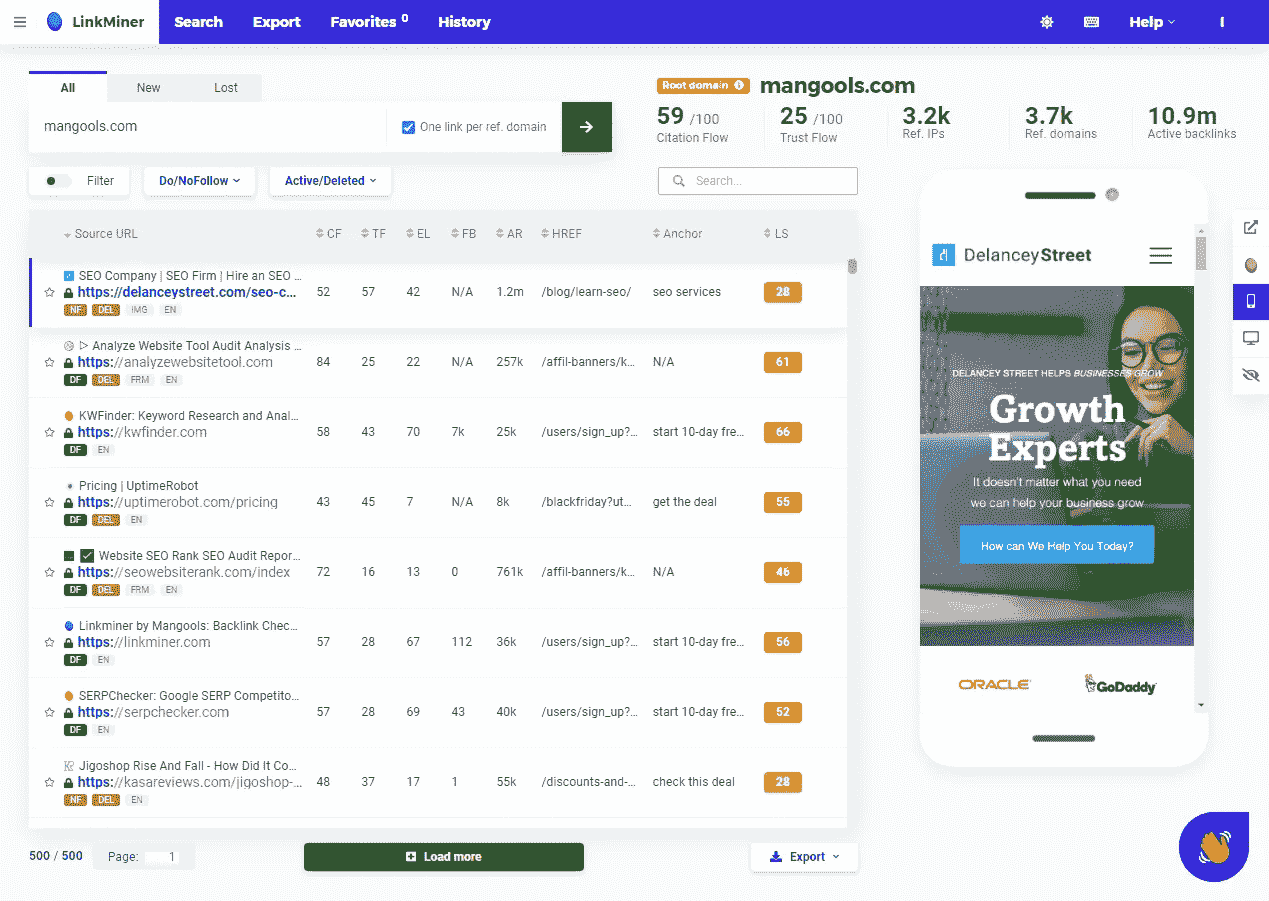 LinkMiner Search Export Favorites 0 History Help
All New Lost
mangools.com One link per ref. domain
Root domain mangools.com
59 /100 25 /100 3.2k 3.7k 10.9m
Citation Flow Trust Flow Ref. IPs Ref. domains Active backlinks
Filter Do/NoFollow Active/Deleted Search...
Source URL CF TF EL FB AR HREF Anchor LS
SEO Company | SEO Firm | Hire an SEO ...
https://delanceystreet.com/seo-c... 52 57 42 N/A 1.2m /blog/learn-seo/ seo services 28
NF DEL IMG EN
Analyze Website Tool Audit Analysis ...
https://analyzewebsitetool.com 84 25 22 N/A 257k /affil-banners/k... N/A 61
DF DEL FRM EN
KWFinder: Keyword Research and Anal...
https://kwfinder.com 58 43 70 7k 25k /users/sign_up?... start 10-day fre... 66
DF EN
Pricing | UptimeRobot
https://uptimerobot.com/pricing 43 45 7 N/A 8k /blackfriday?ut... get the deal 55
DF DEL EN
Website SEO Rank SEO Audit Repor...
https://seowebsiterank.com/index 72 16 13 0 761k /affil-banners/k... N/A 46
DF DEL FRM EN
Linkminer by Mangools: Backlink Chec...
https://linkminer.com 57 28 67 112 36k /users/sign_up?... start 10-day fre... 56
DF EN
SERPChecker: Google SERP Competito...
https://serpchecker.com 57 28 69 43 40k /users/sign_up?... start 10-day fre... 52
DF EN
Jigoshop Rise And Fall - How Did It Co...
https://kasareviews.com/jigoshop-... 48 37 17 1 55k /discounts-and-... check this deal 28
NF DEL EN
500 / 500 Page: 1 Load more Export
DelanceyStreet
DELANCEY STREET HELPS BUSINESSES GROW
Growth
Experts
It doesn't matter what you need
we can help your business grow
How can We Help You Today?
ORACLE GoDaddy